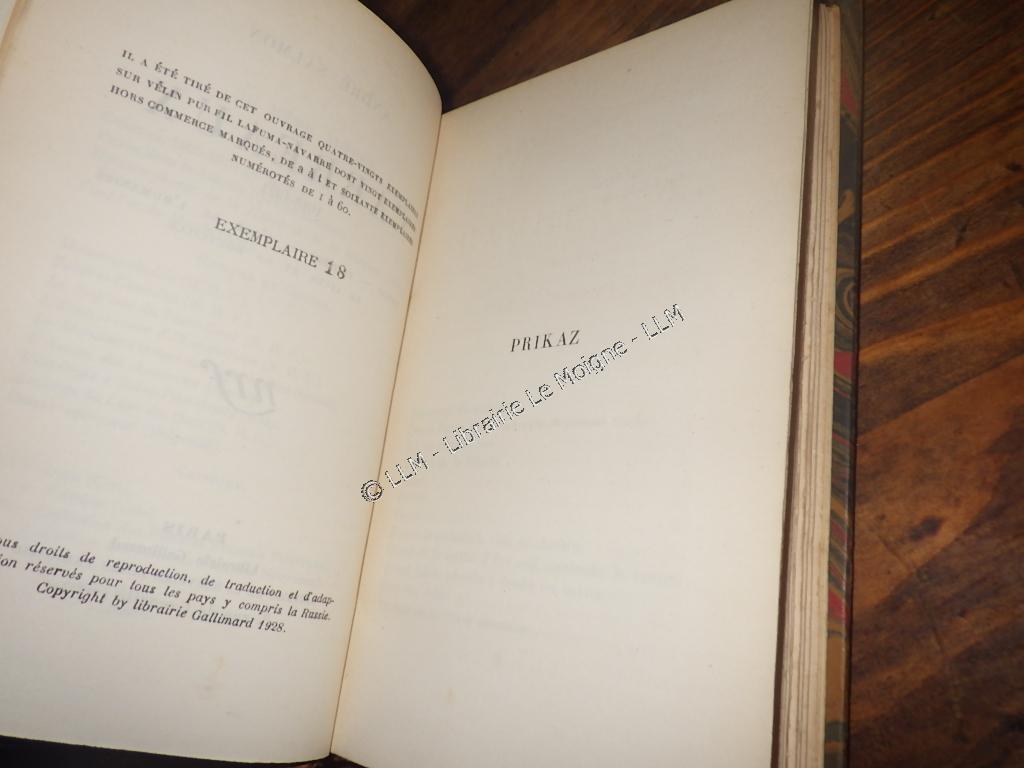 IL A ÉTÉ TIRÉ DE CET OUVRAGE QUATRE-VINGTS EXEMPLAIRES
SUR VÉLIN PUR FIL LAFUMA-NAVARRE DONT VINGT EXEMPLAIRES
HORS COMMERCE MARQUÉS, DE a à t ET SOIXANTE EXEMPLAIRES
NUMÉROTÉS DE 1 à 60.
EXEMPLAIRE 18
ous droits de reproduction, de traduction et d'adap-
ion réservés pour tous les pays y compris la Russie.
Copyright by librairie Gallimard 1928.
PRIKAZ
© LLM - Librairie Le Moigne - LLM